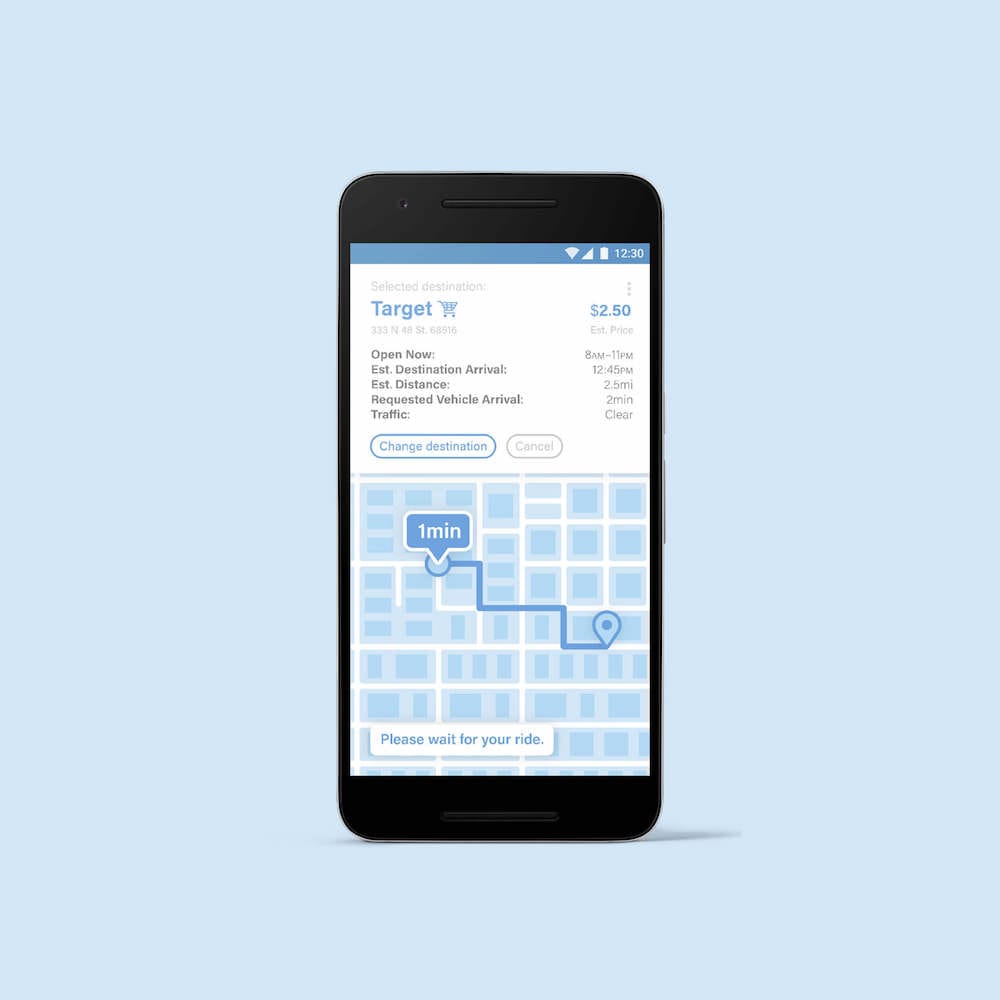 12:30
Selected destination:
Target
$2.50
333 N 48 St. 68516
Est. Price
Open Now: 8AM–11PM
Est. Destination Arrival: 12:45PM
Est. Distance: 2.5mi
Requested Vehicle Arrival: 2min
Traffic: Clear
Change destination Cancel
1min
Please wait for your ride.